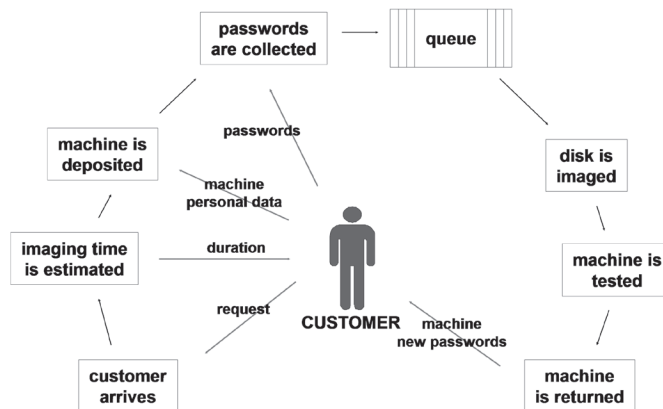 passwords
are collected
queue
passwords
machine is
deposited
disk is
imaged
machine
personal data
imaging time
is estimated
duration
machine is
tested
request
CUSTOMER
machine
new passwords
customer
arrives
machine
is returned